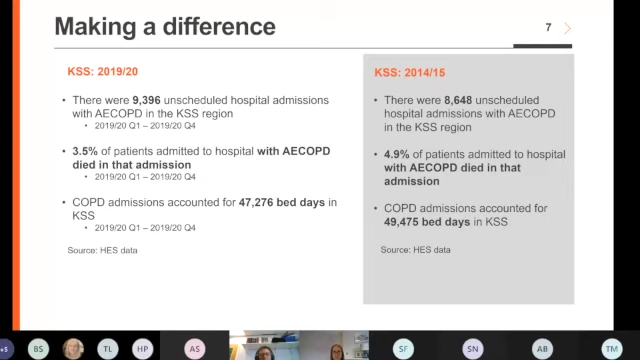 Making a difference
7
KSS: 2019/20
• There were 9,396 unscheduled hospital admissions
with AECOPD in the KSS region
• 2019/20 Q1 – 2019/20 Q4
• 3.5% of patients admitted to hospital with AECOPD
died in that admission
• 2019/20 Q1 – 2019/20 Q4
• COPD admissions accounted for 47,276 bed days in
KSS
• 2019/20 Q1 – 2019/20 Q4
Source: HES data
KSS: 2014/15
• There were 8,648 unscheduled
hospital admissions with AECOPD
in the KSS region
• 4.9% of patients admitted to hospital
with AECOPD died in that
admission
• COPD admissions accounted for
49,475 bed days in KSS
Source: HES data
+5
BS
TL
HP
AS
SF
SN
AB
TM